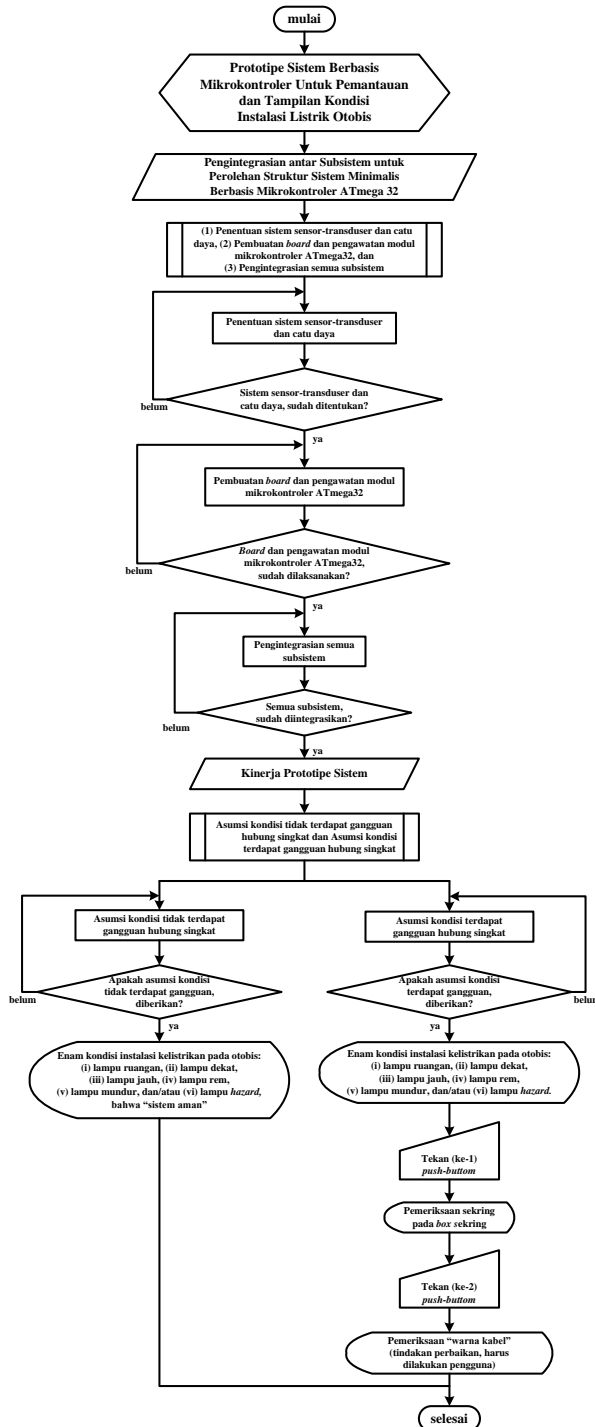 mulai
Prototipe Sistem Berbasis
Mikrokontroler Untuk Pemantauan
dan Tampilan Kondisi
Instalasi Listrik Otobis
Pengintegrasian antar Subsistem untuk
Perolehan Struktur Sistem Minimalis
Berbasis Mikrokontroler ATmega 32
(1) Penentuan sistem sensor-transduser dan catu
daya, (2) Pembuatan board dan pengawatan modul
mikrokontroler ATmega32, dan
(3) Pengintegrasian semua subsistem
Penentuan sistem sensor-transduser
dan catu daya
Sistem sensor-transduser dan
catu daya, sudah ditentukan?
belum
ya
Pembuatan board dan pengawatan modul
mikrokontroler ATmega32
Board dan pengawatan modul
mikrokontroler ATmega32,
sudah dilaksanakan?
belum
ya
Pengintegrasian semua
subsistem
Semua subsistem,
sudah diintegrasikan?
belum
ya
Kinerja Prototipe Sistem
Asumsi kondisi tidak terdapat gangguan
hubung singkat dan Asumsi kondisi
terdapat gangguan hubung singkat
Asumsi kondisi tidak terdapat
gangguan hubung singkat
Apakah asumsi kondisi
tidak terdapat gangguan,
diberikan?
belum
ya
Enam kondisi instalasi kelistrikan pada otobis:
(i) lampu ruangan, (ii) lampu dekat,
(iii) lampu jauh, (iv) lampu rem,
(v) lampu mundur, dan/atau (vi) lampu hazard,
bahwa “sistem aman”
Asumsi kondisi terdapat
gangguan hubung singkat
Apakah asumsi kondisi
terdapat gangguan,
diberikan?
belum
ya
Enam kondisi instalasi kelistrikan pada otobis:
(i) lampu ruangan, (ii) lampu dekat,
(iii) lampu jauh, (iv) lampu rem,
(v) lampu mundur, dan/atau (vi) lampu hazard.
Tekan (ke-1)
push-buttom
Pemeriksaan sekring
pada box sekring
Tekan (ke-2)
push-buttom
Pemeriksaan “warna kabel”
(tindakan perbaikan, harus
dilakukan pengguna)
selesai